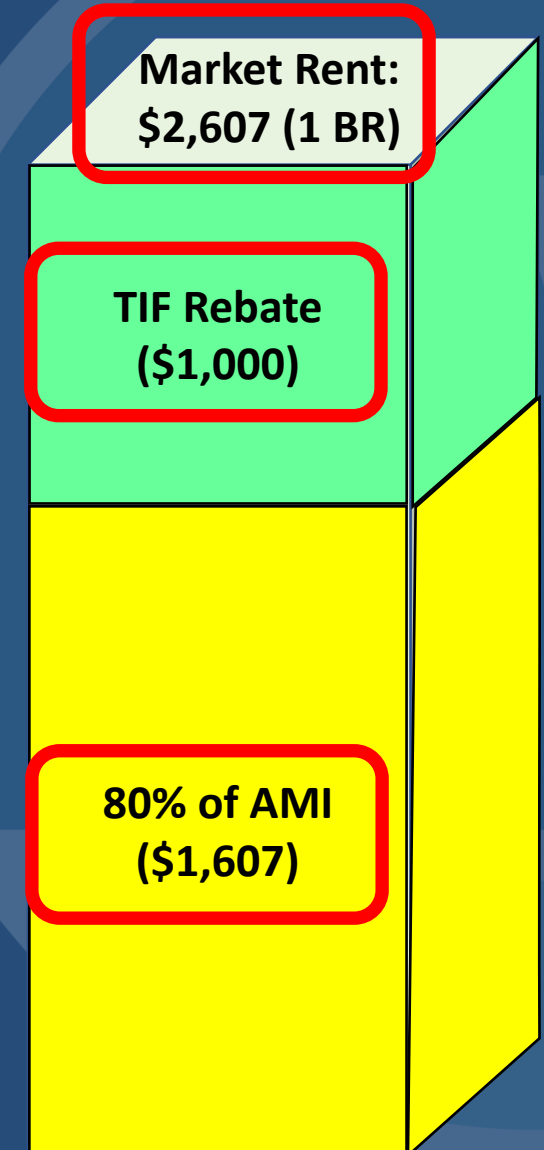 Market Rent:
$2,607 (1 BR)
TIF Rebate
($1,000)
80% of AMI
($1,607)